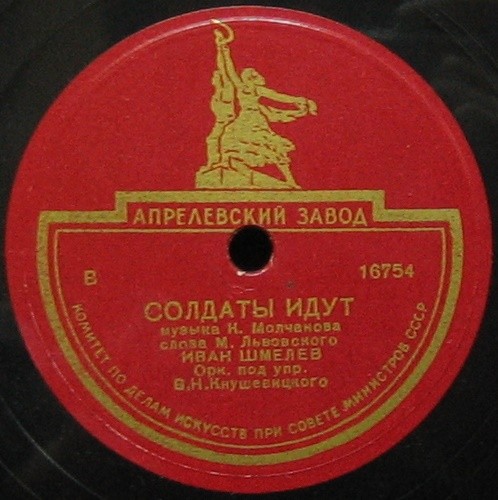 АПРЕЛЕВСКИЙ ЗАВОД
В 16754
СОЛДАТЫ ИДУТ
музыка К. Молчанова
слова М. Львовского
ИВАН ШМЕЛЕВ
Орк. под упр.
В.Н.Кнушевицкого
КОМИТЕТ ПО ДЕЛАМ ИСКУССТВ ПРИ СОВЕТЕ МИНИСТРОВ СССР